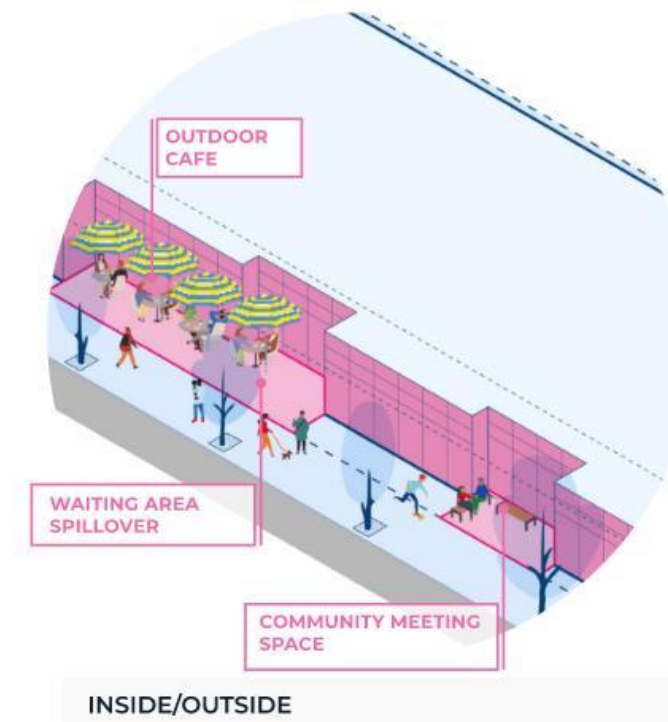 OUTDOOR
CAFE
WAITING AREA
SPILLOVER
COMMUNITY MEETING
SPACE
INSIDE/OUTSIDE